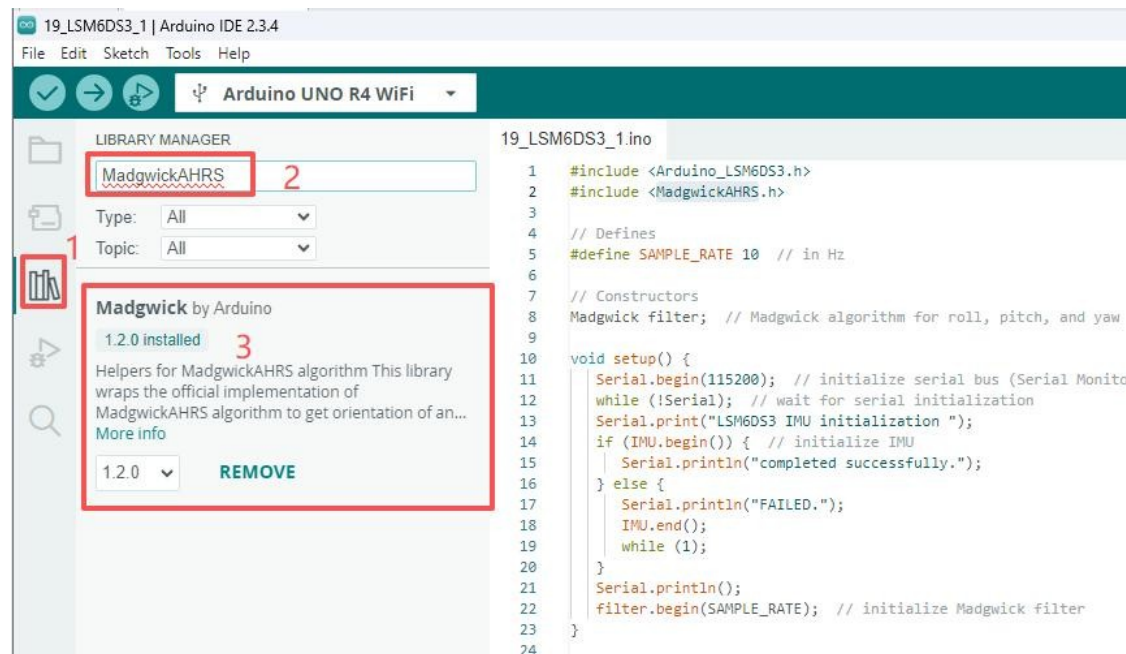 19_LSM6DS3_1 | Arduino IDE 2.3.4
File Edit Sketch Tools Help
Arduino UNO R4 WiFi
LIBRARY MANAGER
MadgwickAHRS
2
Type: All
Topic: All
1
Madgwick by Arduino
1.2.0 installed
3
Helpers for MadgwickAHRS algorithm This library
wraps the official implementation of
MadgwickAHRS algorithm to get orientation of an...
More info
1.2.0
REMOVE
19_LSM6DS3_1.ino
1 #include <Arduino_LSM6DS3.h>
2 #include <MadgwickAHRS.h>
3
4 // Defines
5 #define SAMPLE_RATE 10 // in Hz
6
7 // Constructors
8 Madgwick filter; // Madgwick algorithm for roll, pitch, and yaw
9
10 void setup() {
11 Serial.begin(115200); // initialize serial bus (Serial Monito
12 while (!Serial); // wait for serial initialization
13 Serial.print("LSM6DS3 IMU initialization ");
14 if (IMU.begin()) { // initialize IMU
15 Serial.println("completed successfully.");
16 } else {
17 Serial.println("FAILED.");
18 IMU.end();
19 while (1);
20 }
21 Serial.println();
22 filter.begin(SAMPLE_RATE); // initialize Madgwick filter
23 }
24